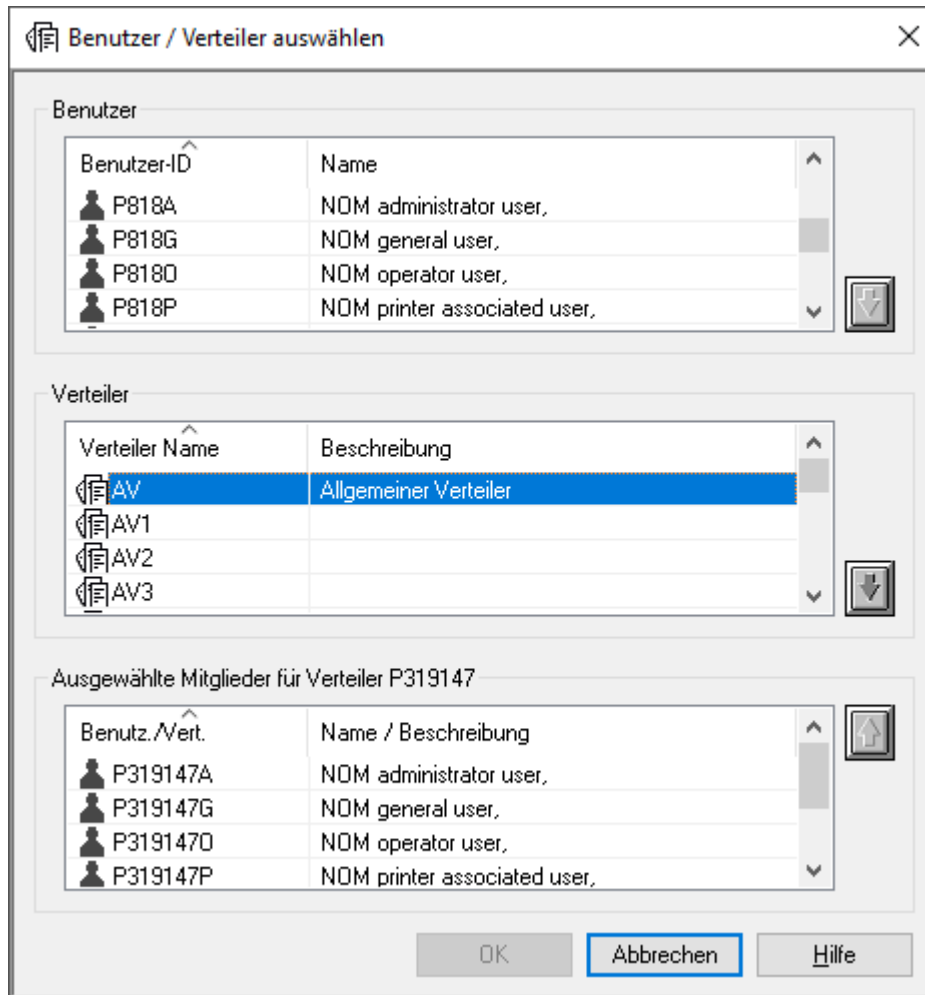 Benutzer / Verteiler auswählen
Benutzer
Benutzer-ID Name
P818A NOM administrator user,
P818G NOM general user,
P818O NOM operator user,
P818P NOM printer associated user,
Verteiler
Verteiler Name Beschreibung
AV Allgemeiner Verteiler
AV1
AV2
AV3
Ausgewählte Mitglieder für Verteiler P319147
Benutz./Vert. Name / Beschreibung
P319147A NOM administrator user,
P319147G NOM general user,
P319147O NOM operator user,
P319147P NOM printer associated user,
OK Abbrechen Hilfe